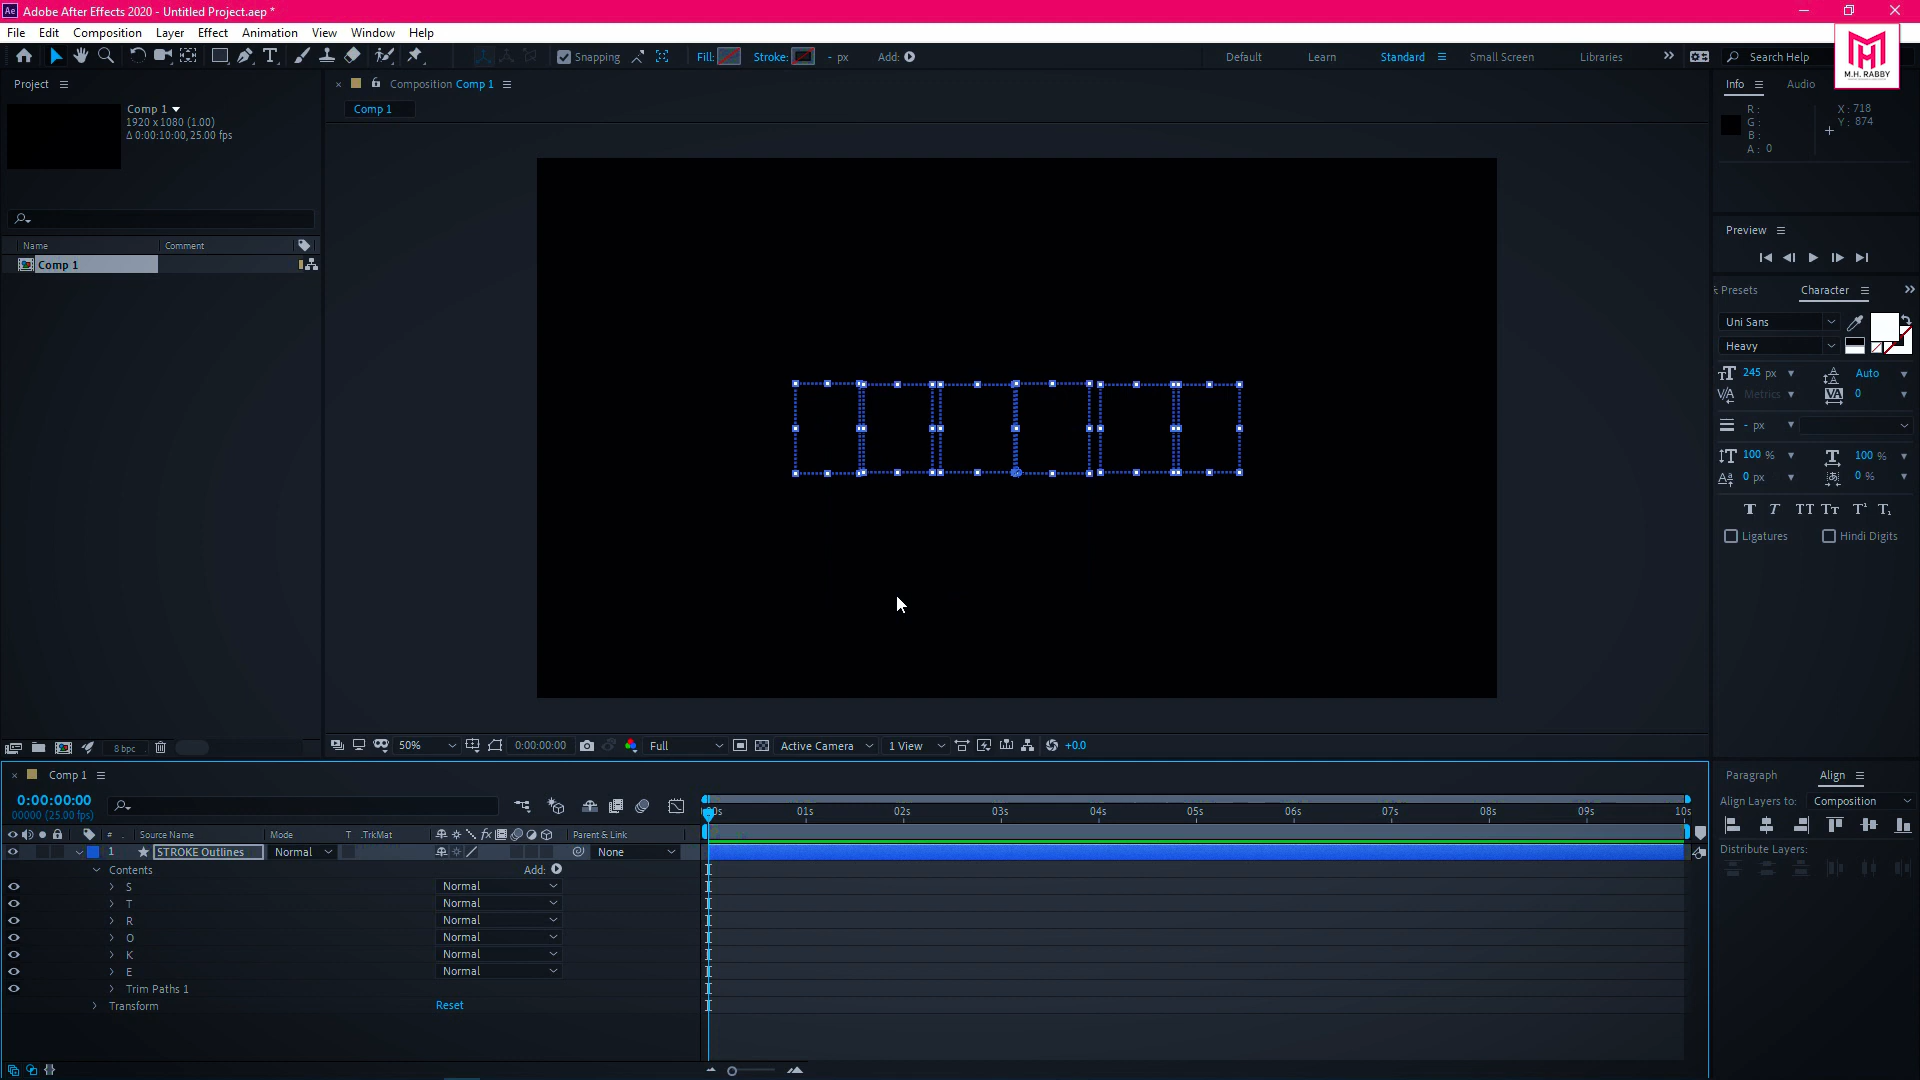 Ae Adobe After Effects 2020 - Untitled Project.aep *
File Edit Composition Layer Effect Animation View Window Help
Snapping Fill: Stroke: - px Add: Default Learn Standard Small Screen Libraries Search Help
M.H. RABBY
Project
Composition Comp 1
Info Audio
Comp 1
1920 x 1080 (1.00)
Δ 0:00:10:00, 25.00 fps
Comp 1
R :
G :
B :
A : 0
X : 718
Y : 874
Preview
Name Comment
Comp 1
Presets Character
Uni Sans
Heavy
245 px Auto
Metrics 0
- px
100 % 100 %
0 px 0 %
T T TT Tт T¹ T₁
Ligatures Hindi Digits
8 bpc
50% 0:00:00:00 Full Active Camera 1 View +0.0
Comp 1
Paragraph Align
0:00:00:00
00000 (25.00 fps)
Align Layers to: Composition
00s 01s 02s 03s 04s 05s 06s 07s 08s 09s 10s
# Source Name Mode T .TrkMat fx Parent & Link
1 STROKE Outlines Normal None
Distribute Layers:
Contents Add:
S Normal
T Normal
R Normal
O Normal
K Normal
E Normal
Trim Paths 1
Transform Reset